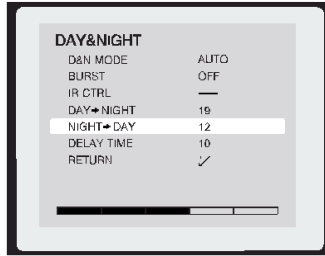 DAY&NIGHT
D&N MODE AUTO
BURST OFF
IR CTRL —
DAY➔NIGHT 19
NIGHT➔DAY 12
DELAY TIME 10
RETURN